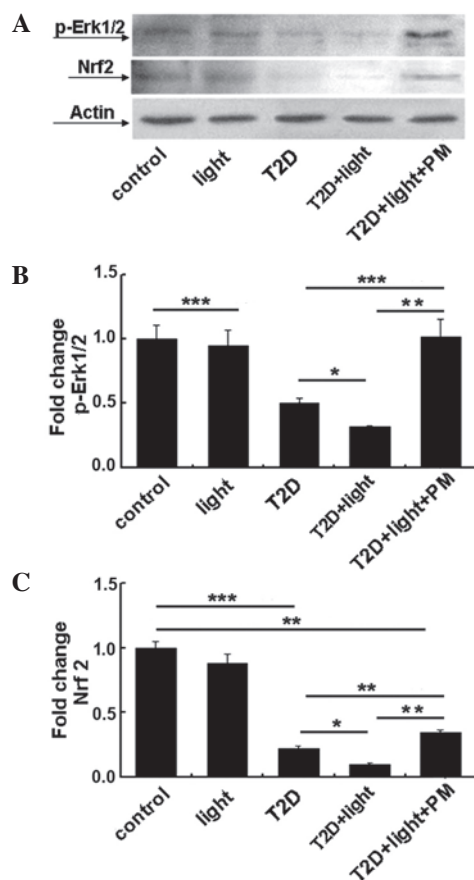 A
p-Erk1/2
Nrf2
Actin
control
light
T2D
T2D+light
T2D+light+PM
B
Fold change
p-Erk1/2
1.5
1.0
0.5
0.0
***
***
**
*
control
light
T2D
T2D+light
T2D+light+PM
C
Fold change
Nrf 2
1.5
1.0
0.5
0.0
***
**
**
*
**
control
light
T2D
T2D+light
T2D+light+PM